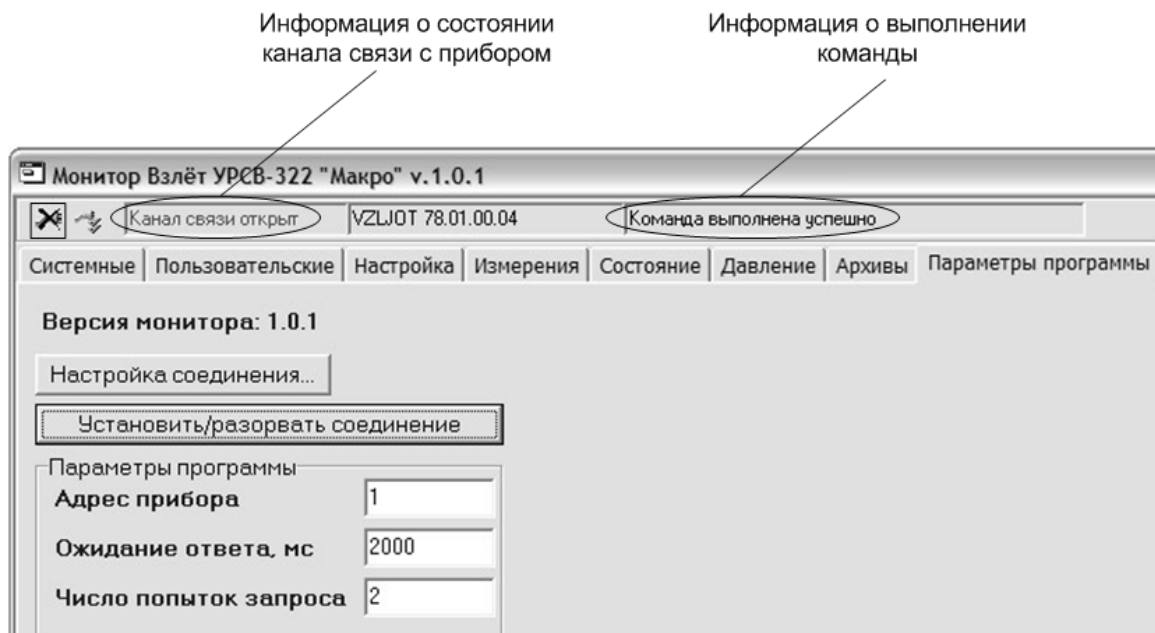 Информация о состоянии
канала связи с прибором
Информация о выполнении
команды
Монитор Взлёт УРСВ-322 "Макро" v.1.0.1
Канал связи открыт VZLJOT 78.01.00.04 Команда выполнена успешно
Системные Пользовательские Настройка Измерения Состояние Давление Архивы Параметры программы
Версия монитора: 1.0.1
Настройка соединения...
Установить/разорвать соединение
Параметры программы
Адрес прибора 1
Ожидание ответа, мс 2000
Число попыток запроса 2